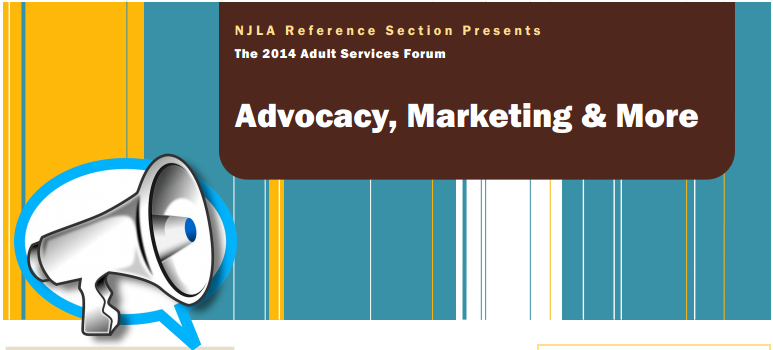 NJLA Reference Section Presents
The 2014 Adult Services Forum
Advocacy, Marketing & More